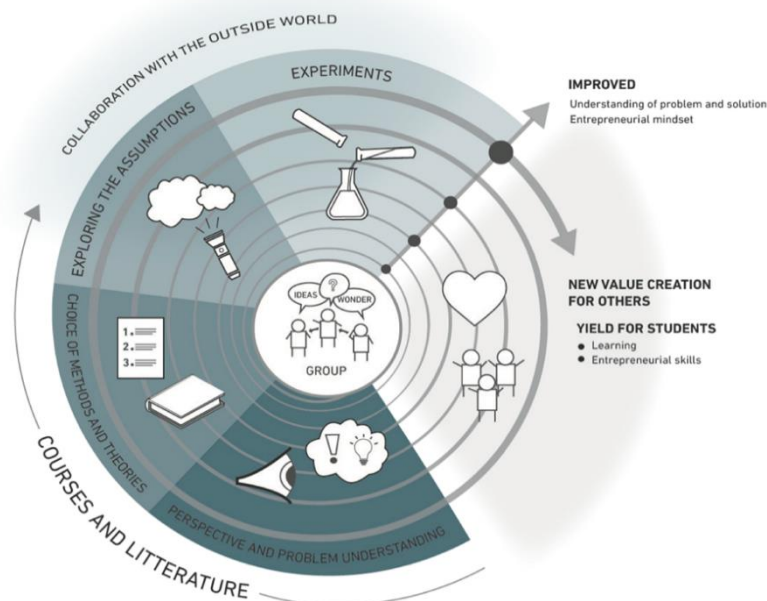 COLLABORATION WITH THE OUTSIDE WORLD
EXPERIMENTS
EXPLORING THE ASSUMPTIONS
IMPROVED
Understanding of problem and solution
Entrepreneurial mindset
IDEAS
?
WONDER
GROUP
NEW VALUE CREATION
FOR OTHERS
YIELD FOR STUDENTS
● Learning
● Entrepreneurial skills
CHOICE OF METHODS AND THEORIES
1.
2.
3.
!
PERSPECTIVE AND PROBLEM UNDERSTANDING
COURSES AND LITTERATURE